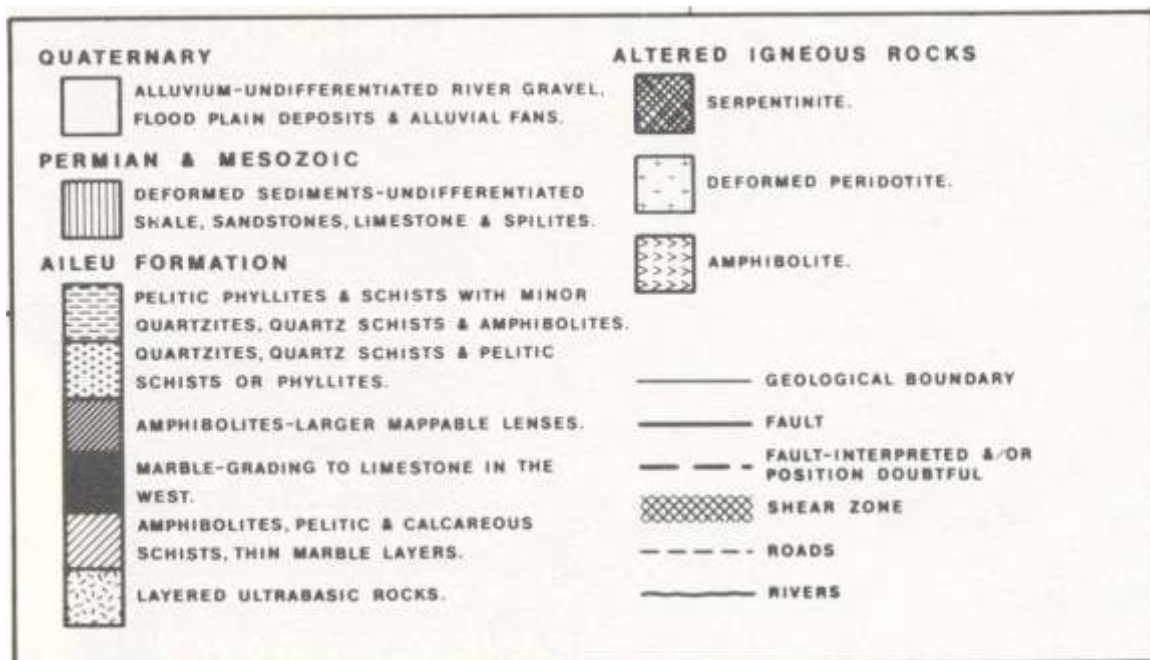 QUATERNARY
ALLUVIUM-UNDIFFERENTIATED RIVER GRAVEL,
FLOOD PLAIN DEPOSITS & ALLUVIAL FANS.
PERMIAN & MESOZOIC
DEFORMED SEDIMENTS-UNDIFFERENTIATED
SHALE, SANDSTONES, LIMESTONE & SPILITES.
AILEU FORMATION
PELITIC PHYLLITES & SCHISTS WITH MINOR
QUARTZITES, QUARTZ SCHISTS & AMPHIBOLITES.
QUARTZITES, QUARTZ SCHISTS & PELITIC
SCHISTS OR PHYLLITES.
AMPHIBOLITES-LARGER MAPPABLE LENSES.
MARBLE-GRADING TO LIMESTONE IN THE
WEST.
AMPHIBOLITES, PELITIC & CALCAREOUS
SCHISTS, THIN MARBLE LAYERS.
LAYERED ULTRABASIC ROCKS.
ALTERED IGNEOUS ROCKS
SERPENTINITE.
DEFORMED PERIDOTITE.
AMPHIBOLITE.
GEOLOGICAL BOUNDARY
FAULT
FAULT-INTERPRETED &/OR
POSITION DOUBTFUL
SHEAR ZONE
ROADS
RIVERS